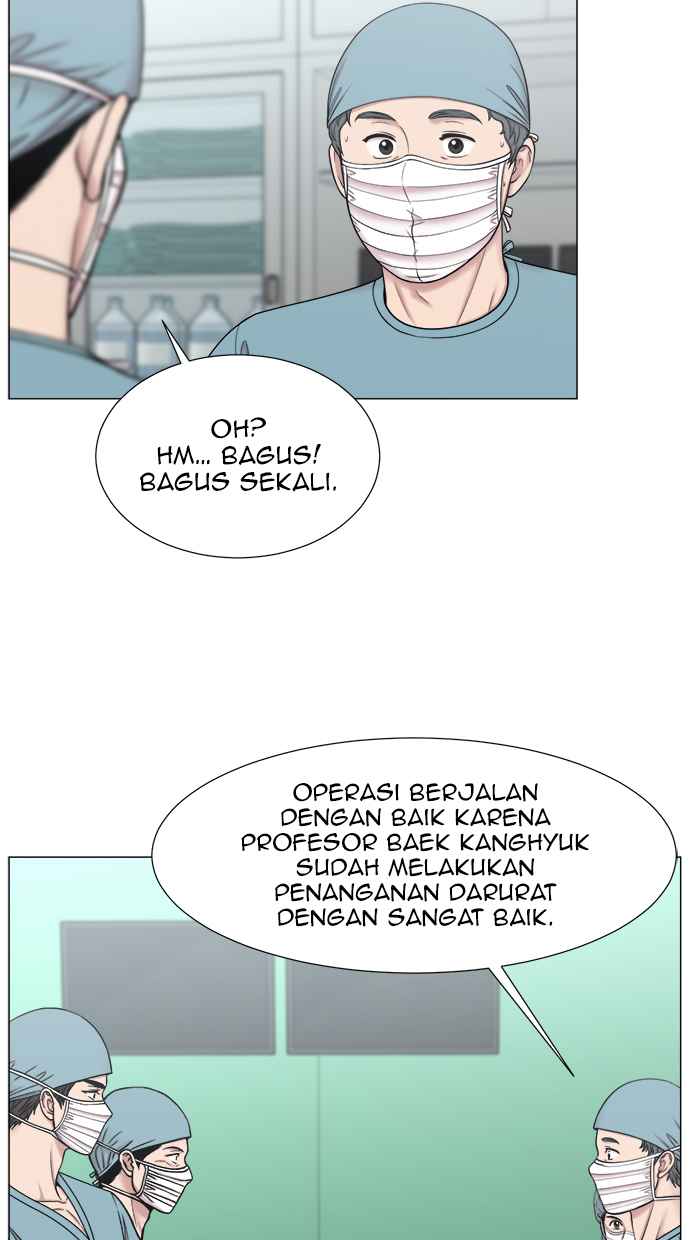 OH?
HM... BAGUS!
BAGUS SEKALI.
OPERASI BERJALAN
DENGAN BAIK KARENA
PROFESOR BAEK KANGHYUK
SUDAH MELAKUKAN
PENANGANAN DARURAT
DENGAN SANGAT BAIK.